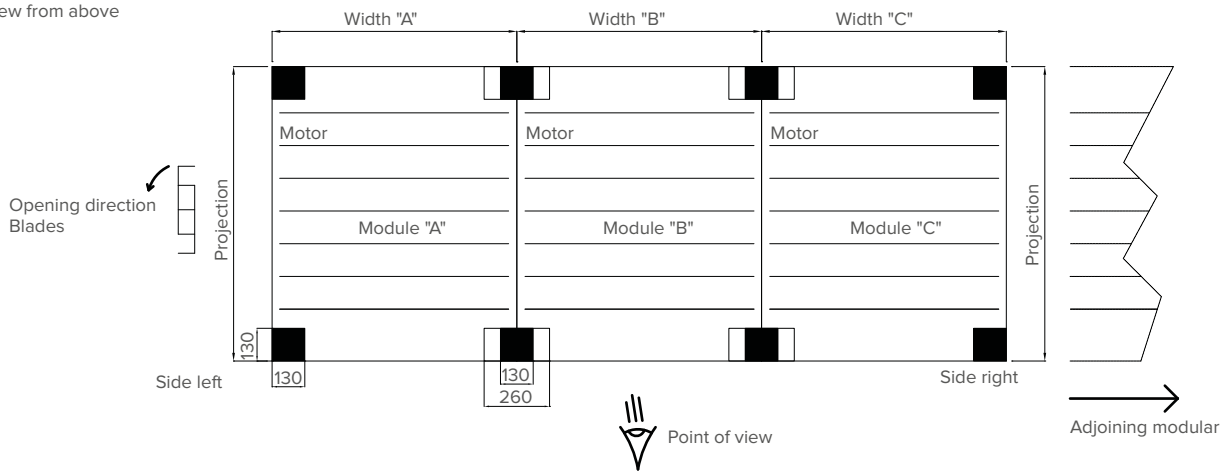 ew from above
Width "A"
Width "B"
Width "C"
Motor
Motor
Motor
Opening direction
Blades
Projection
Module "A"
Module "B"
Module "C"
Projection
130
130
130
260
Side left
Side right
Point of view
Adjoining modular